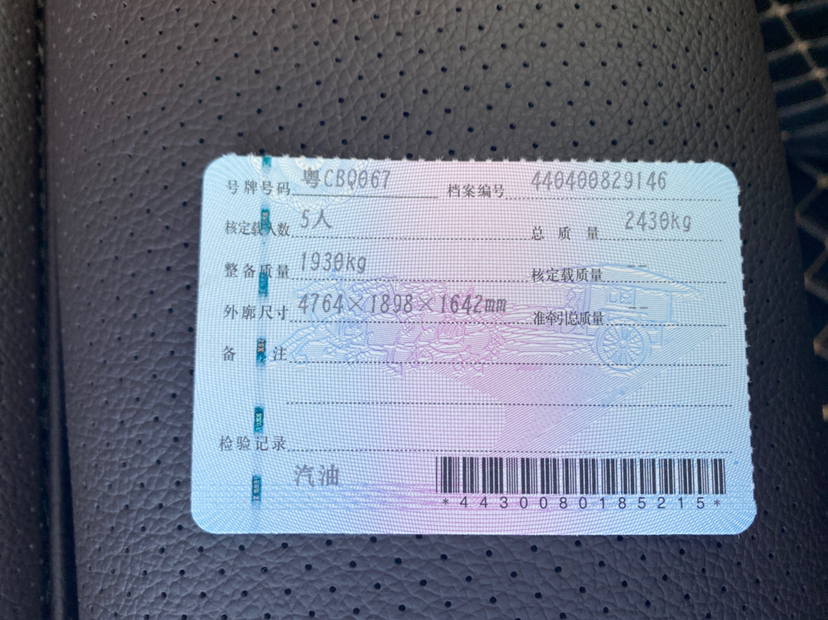 号牌号码 粤CBQ067 档案编号 440400829146
核定载人数 5人 总质量 2430kg
整备质量 1930kg 核定载质量 --
外廓尺寸 4764×1898×1642mm 准牵引总质量 --
备注
检验记录
汽油
*4430080185215*